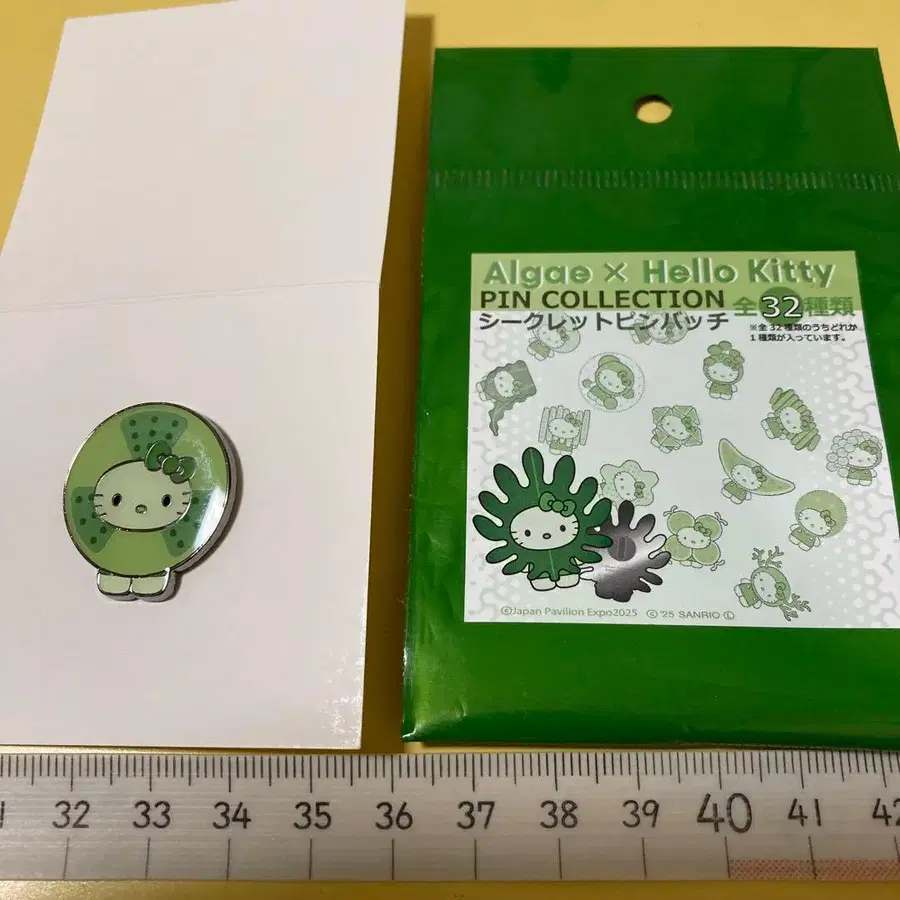 Algae × Hello Kitty
PIN COLLECTION 全32種類
シークレットピンバッチ ※全32種類のうちどれか
1種類が入っています。
©Japan Pavilion Expo2025 © '25 SANRIO Ⓛ
32 33 34 35 36 37 38 39 40 41 42